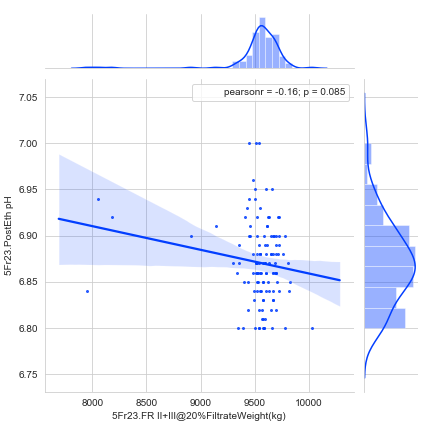 pearsonr = -0.16; p = 0.085
7.05
7.00
6.95
6.90
6.85
6.80
6.75
5Fr23.PostEth pH
8000 8500 9000 9500 10000
5Fr23.FR II+III@20%FiltrateWeight(kg)